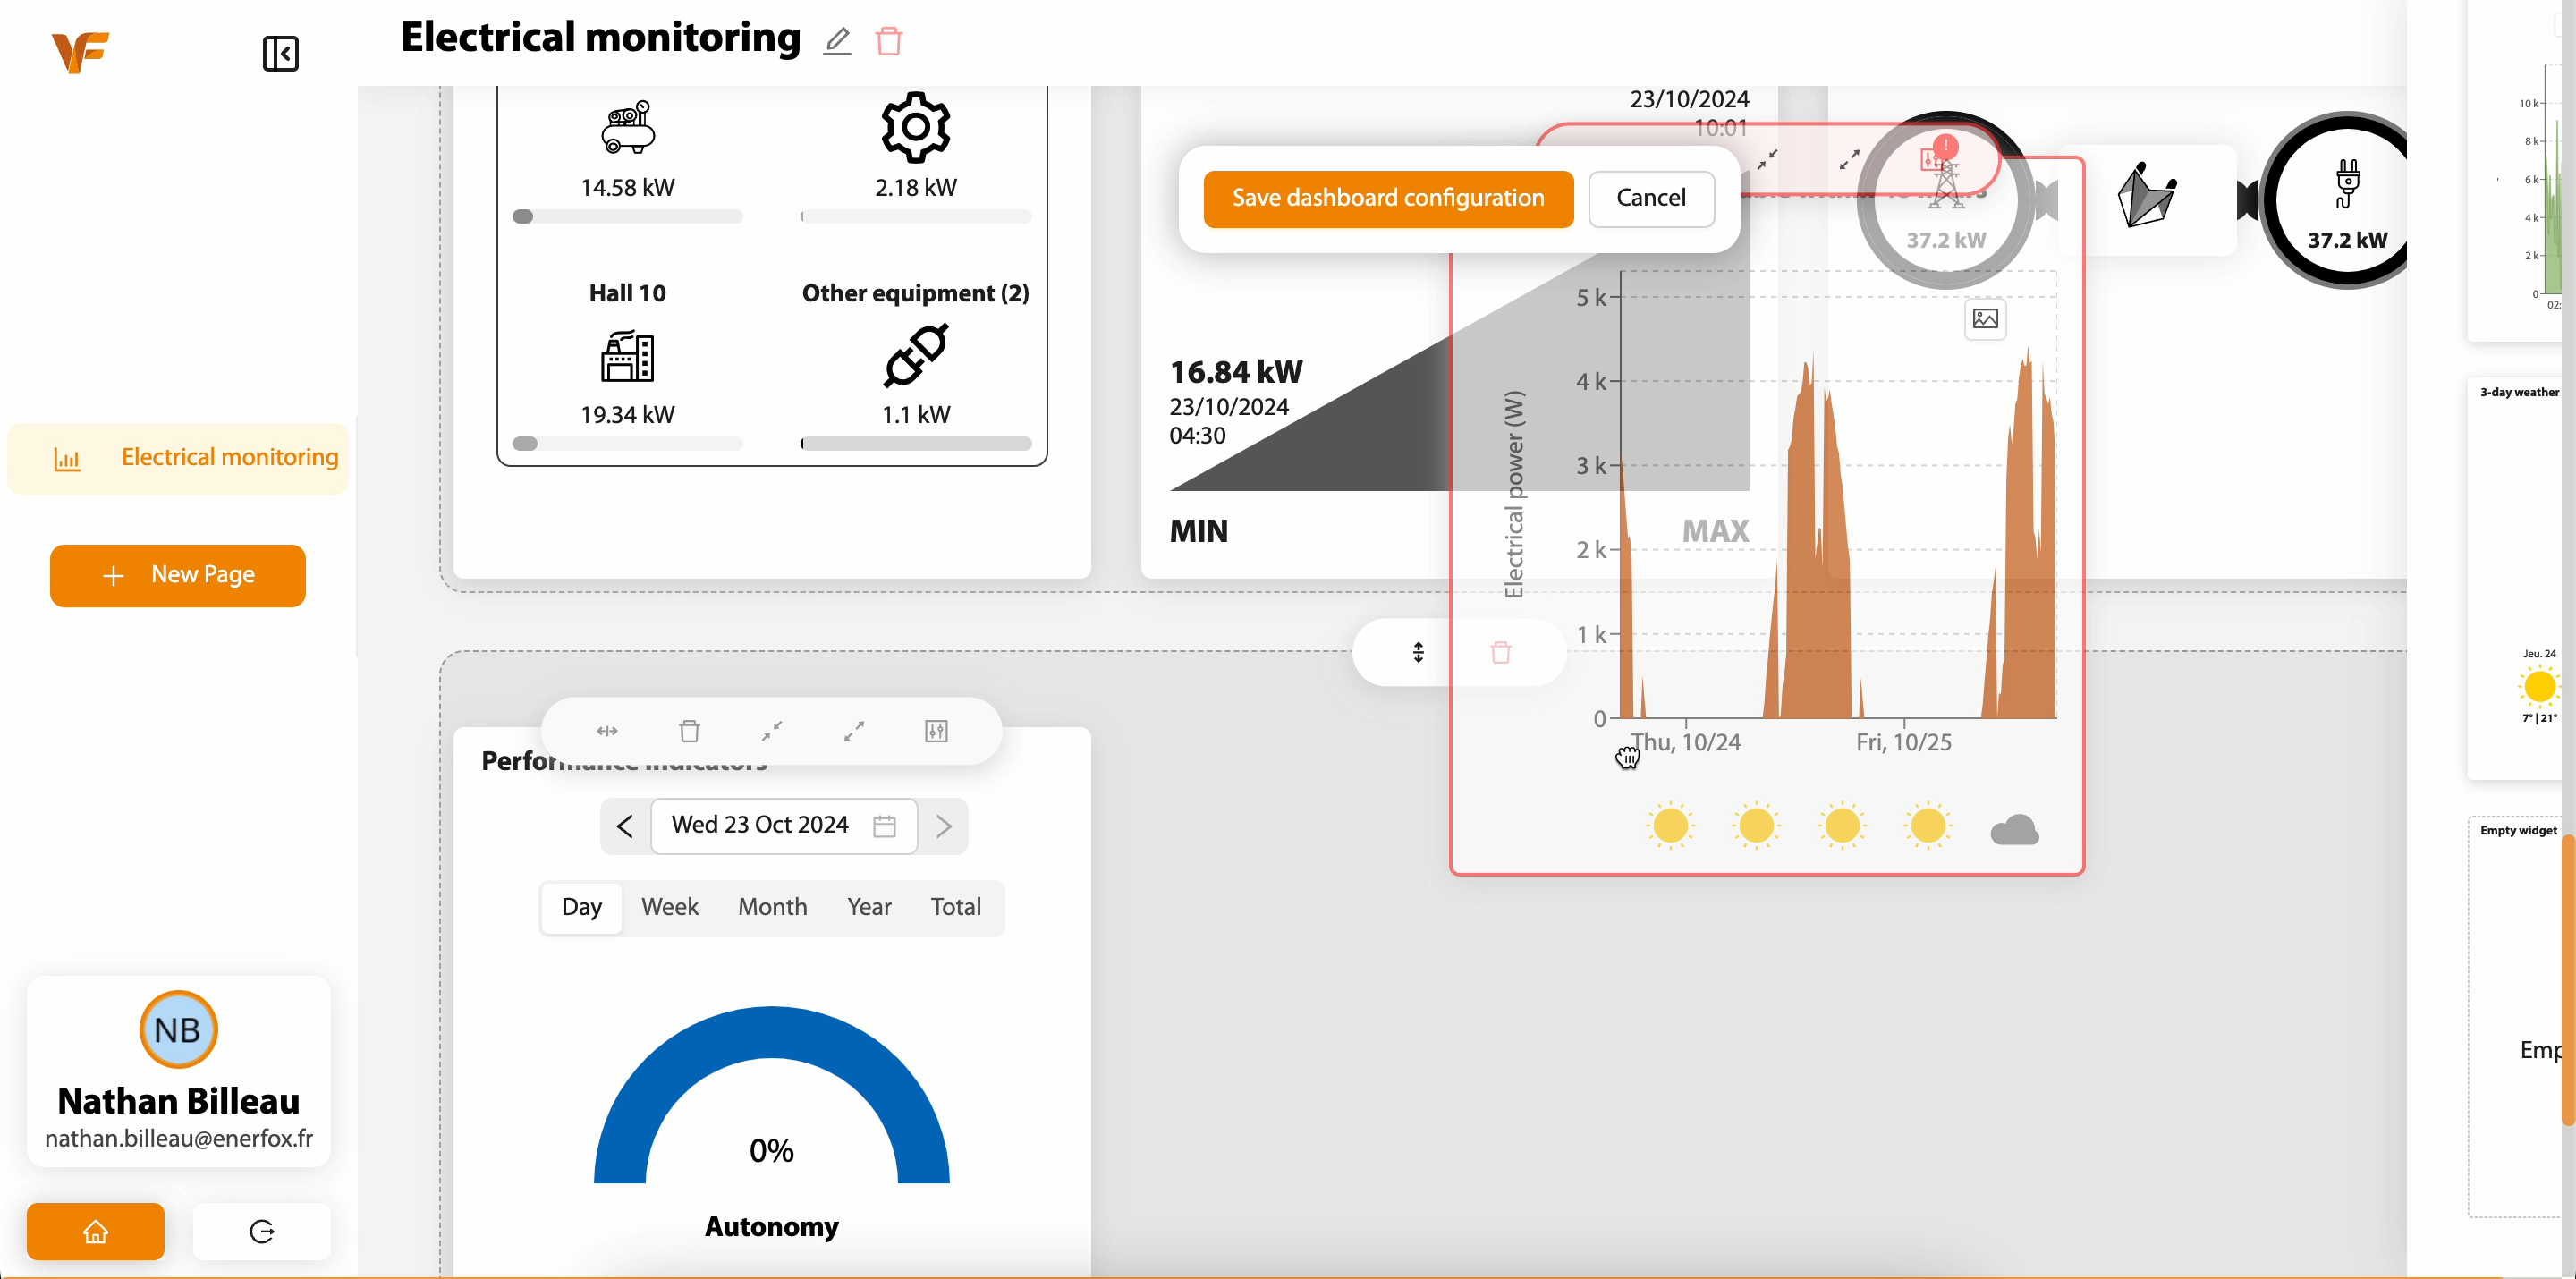 Electrical monitoring
Electrical monitoring
New Page
NB
Nathan Billeau
nathan.billeau@enerfox.fr
14.58 kW
2.18 kW
Hall 10
Other equipment (2)
19.34 kW
1.1 kW
23/10/2024
10:01
Save dashboard configuration
Cancel
16.84 kW
23/10/2024
04:30
MIN
MAX
37.2 kW
37.2 kW
Electrical power (W)
5 k
4 k
3 k
2 k
1 k
0
Thu, 10/24
Fri, 10/25
Performance indicators
Wed 23 Oct 2024
Day
Week
Month
Year
Total
0%
Autonomy
10 k
8 k
6 k
4 k
2 k
0
02:
3-day weather
Jeu. 24
7° | 21°
Empty widget
Emp